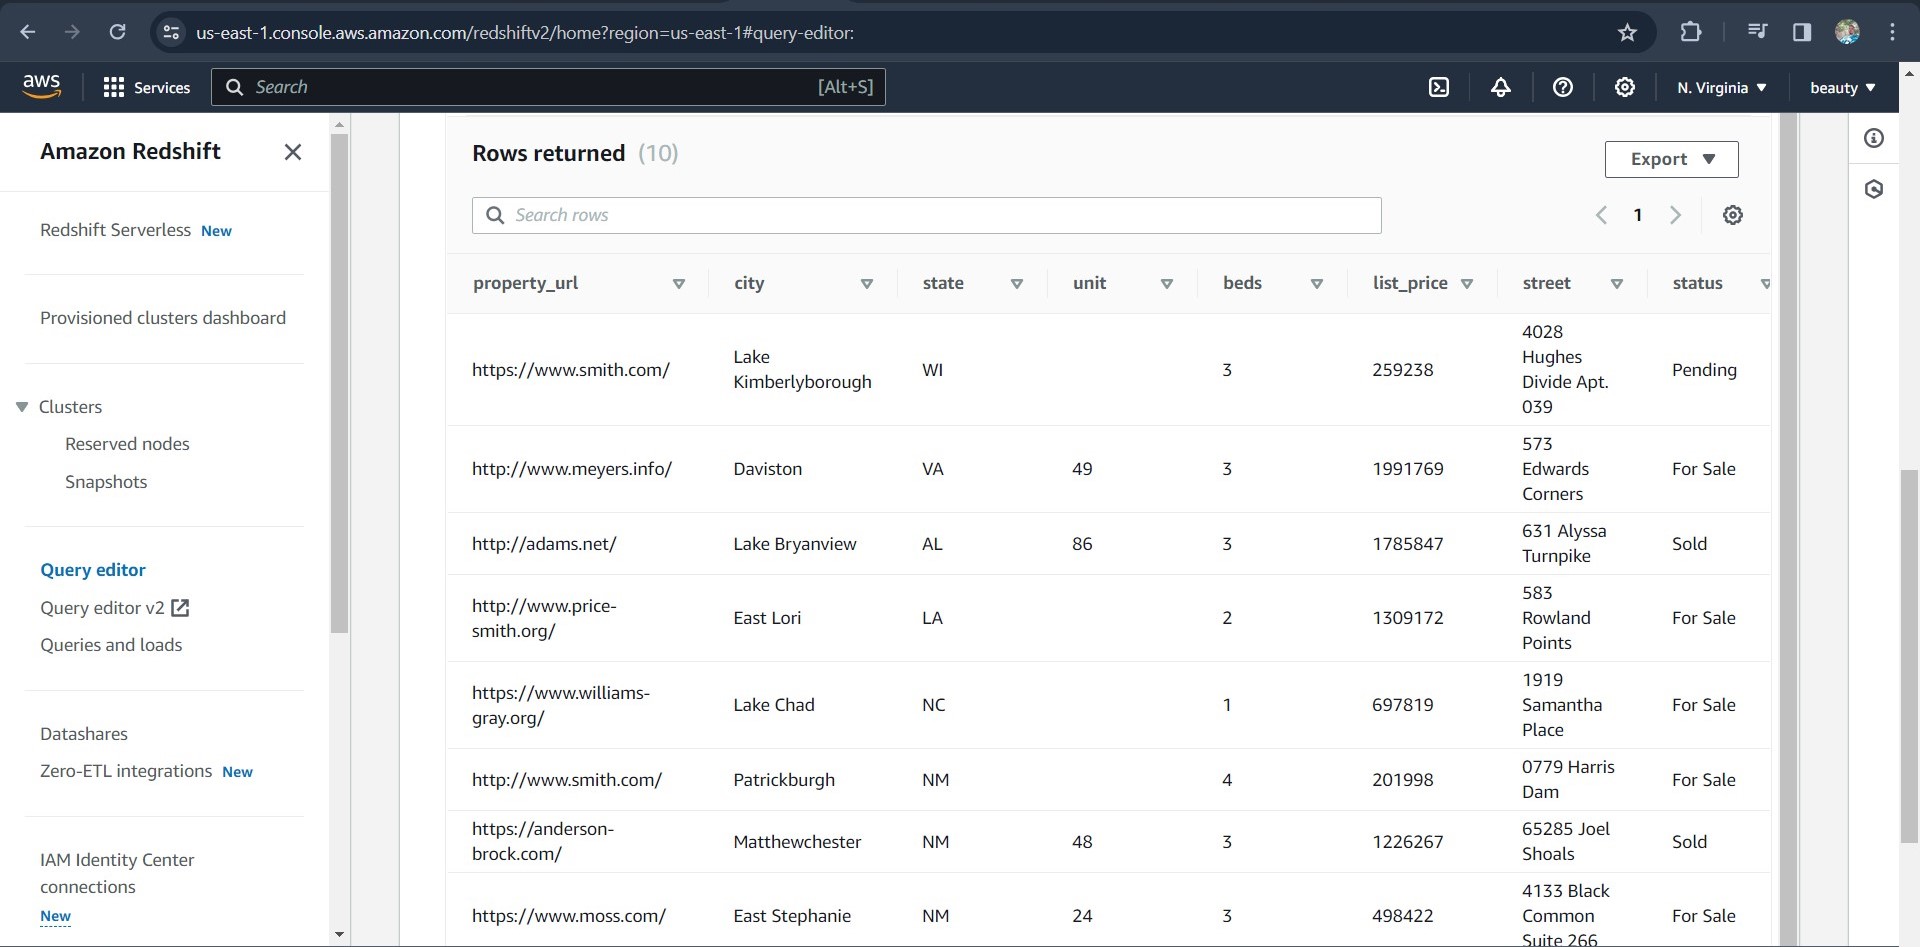 us-east-1.console.aws.amazon.com/redshiftv2/home?region=us-east-1#query-editor:
aws
Services
Search
[Alt+S]
N. Virginia
beauty
Amazon Redshift
Redshift Serverless New
Provisioned clusters dashboard
Clusters
Reserved nodes
Snapshots
Query editor
Query editor v2
Queries and loads
Datashares
Zero-ETL integrations New
IAM Identity Center
connections
New
Rows returned (10)
Export
Search rows
1
property_url city state unit beds list_price street status
https://www.smith.com/ Lake Kimberlyborough WI 3 259238 4028 Hughes Divide Apt. 039 Pending
http://www.meyers.info/ Daviston VA 49 3 1991769 573 Edwards Corners For Sale
http://adams.net/ Lake Bryanview AL 86 3 1785847 631 Alyssa Turnpike Sold
http://www.price-smith.org/ East Lori LA 2 1309172 583 Rowland Points For Sale
https://www.williams-gray.org/ Lake Chad NC 1 697819 1919 Samantha Place For Sale
http://www.smith.com/ Patrickburgh NM 4 201998 0779 Harris Dam For Sale
https://anderson-brock.com/ Matthewchester NM 48 3 1226267 65285 Joel Shoals Sold
https://www.moss.com/ East Stephanie NM 24 3 498422 4133 Black Common Suite 266 For Sale